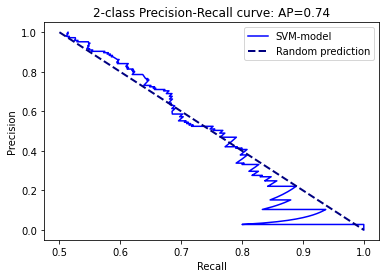 2-class Precision-Recall curve: AP=0.74
SVM-model
Random prediction
Precision
1.0
0.8
0.6
0.4
0.2
0.0
0.5 0.6 0.7 0.8 0.9 1.0
Recall